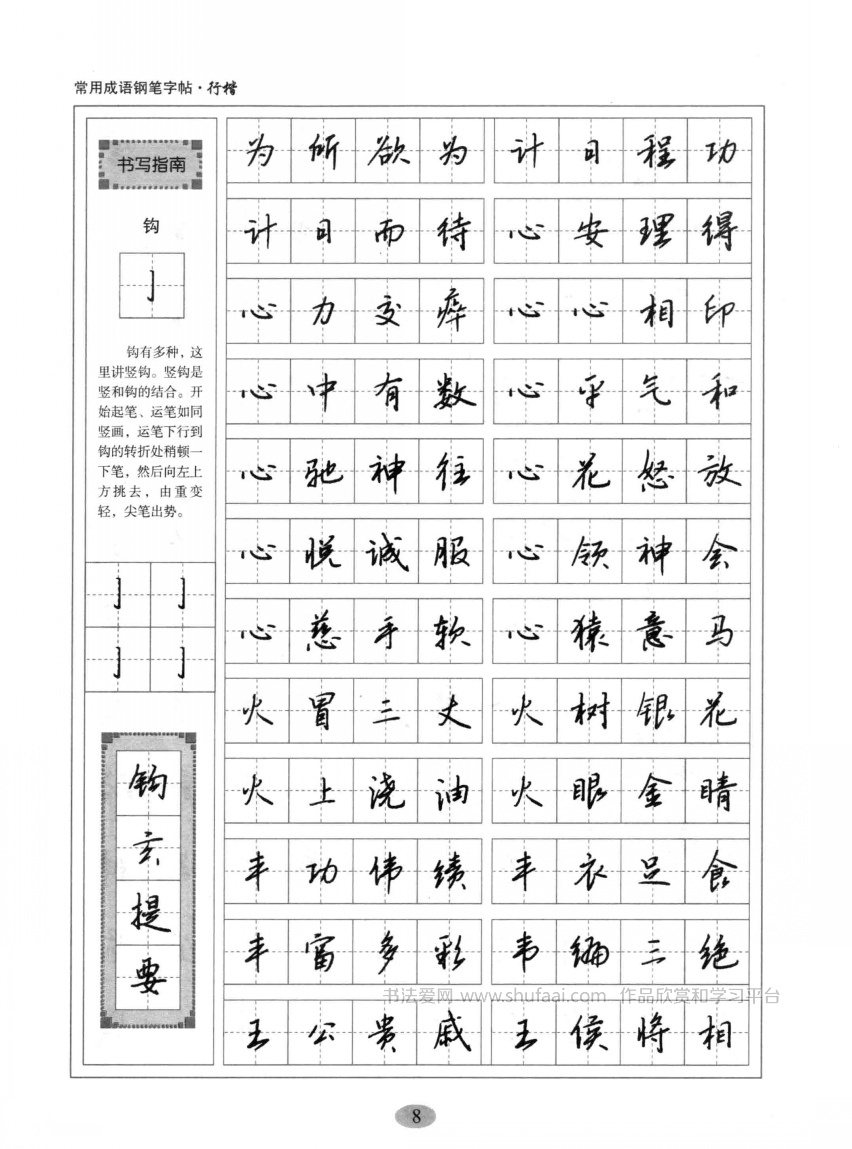 常用成语钢笔字帖·行楷
书写指南
钩
亅
钩有多种，这
里讲竖钩。竖钩是
竖和钩的结合。开
始起笔、运笔如同
竖画，运笔下行到
钩的转折处稍顿一
下笔，然后向左上
方挑去，由重变
轻，尖笔出势。
亅 亅
亅 亅
钩
玄
提
要
为所欲为 计日程功
计日而待 心安理得
心力交瘁 心心相印
心中有数 心平气和
心驰神往 心花怒放
心悦诚服 心领神会
心慈手软 心猿意马
火冒三丈 火树银花
火上浇油 火眼金睛
丰功伟绩 丰衣足食
丰富多彩 韦编三绝
书法爱网 www.shufaai.com 作品欣赏和学习平台
王公贵戚 王侯将相
8